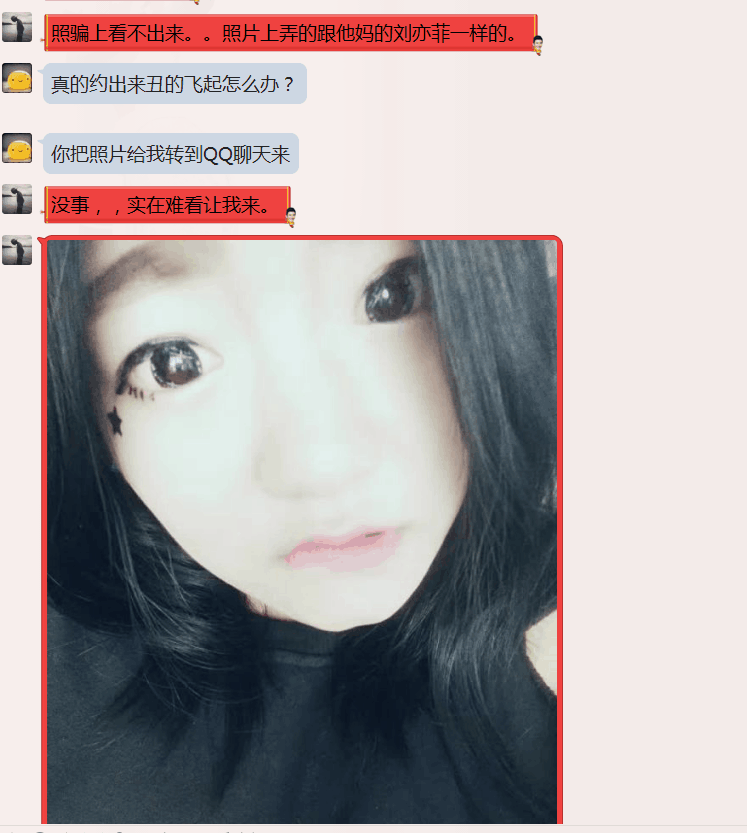 照骗上看不出来。。照片上弄的跟他妈的刘亦菲一样的。
真的约出来丑的飞起怎么办？
你把照片给我转到QQ聊天来
没事，，实在难看让我来。